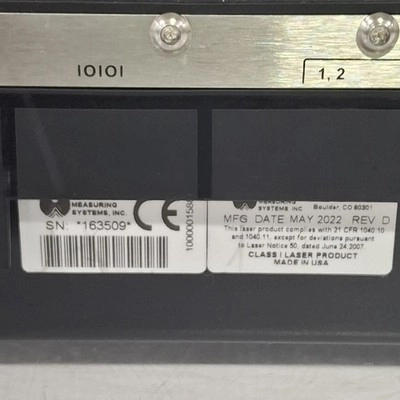 IOIOI
1, 2
MEASURING
SYSTEMS, INC.
SN: *163509*
CE
Boulder, CO 80301
SYSTEMS, INC.
MFG DATE MAY 2022 REV D
This laser product complies with 21 CFR 1040.10
and 1040.11, except for deviations pursuant
to Laser Notice 50, dated June 24, 2007.
CLASS I LASER PRODUCT
MADE IN USA